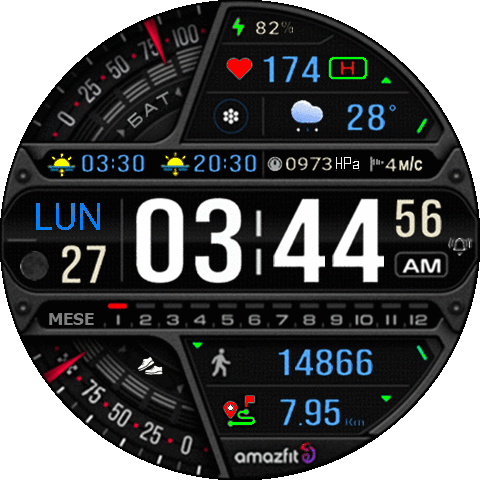 82%
0 25 50 75 100
БАТ
174 H
28°
03:30 20:30 0973 HPa 4 М/С
LUN 03:44 56
27 AM
MESE 1 2 3 4 5 6 7 8 9 10 11 12
14866
100 75 50 25 0
7.95 Km
amazfit